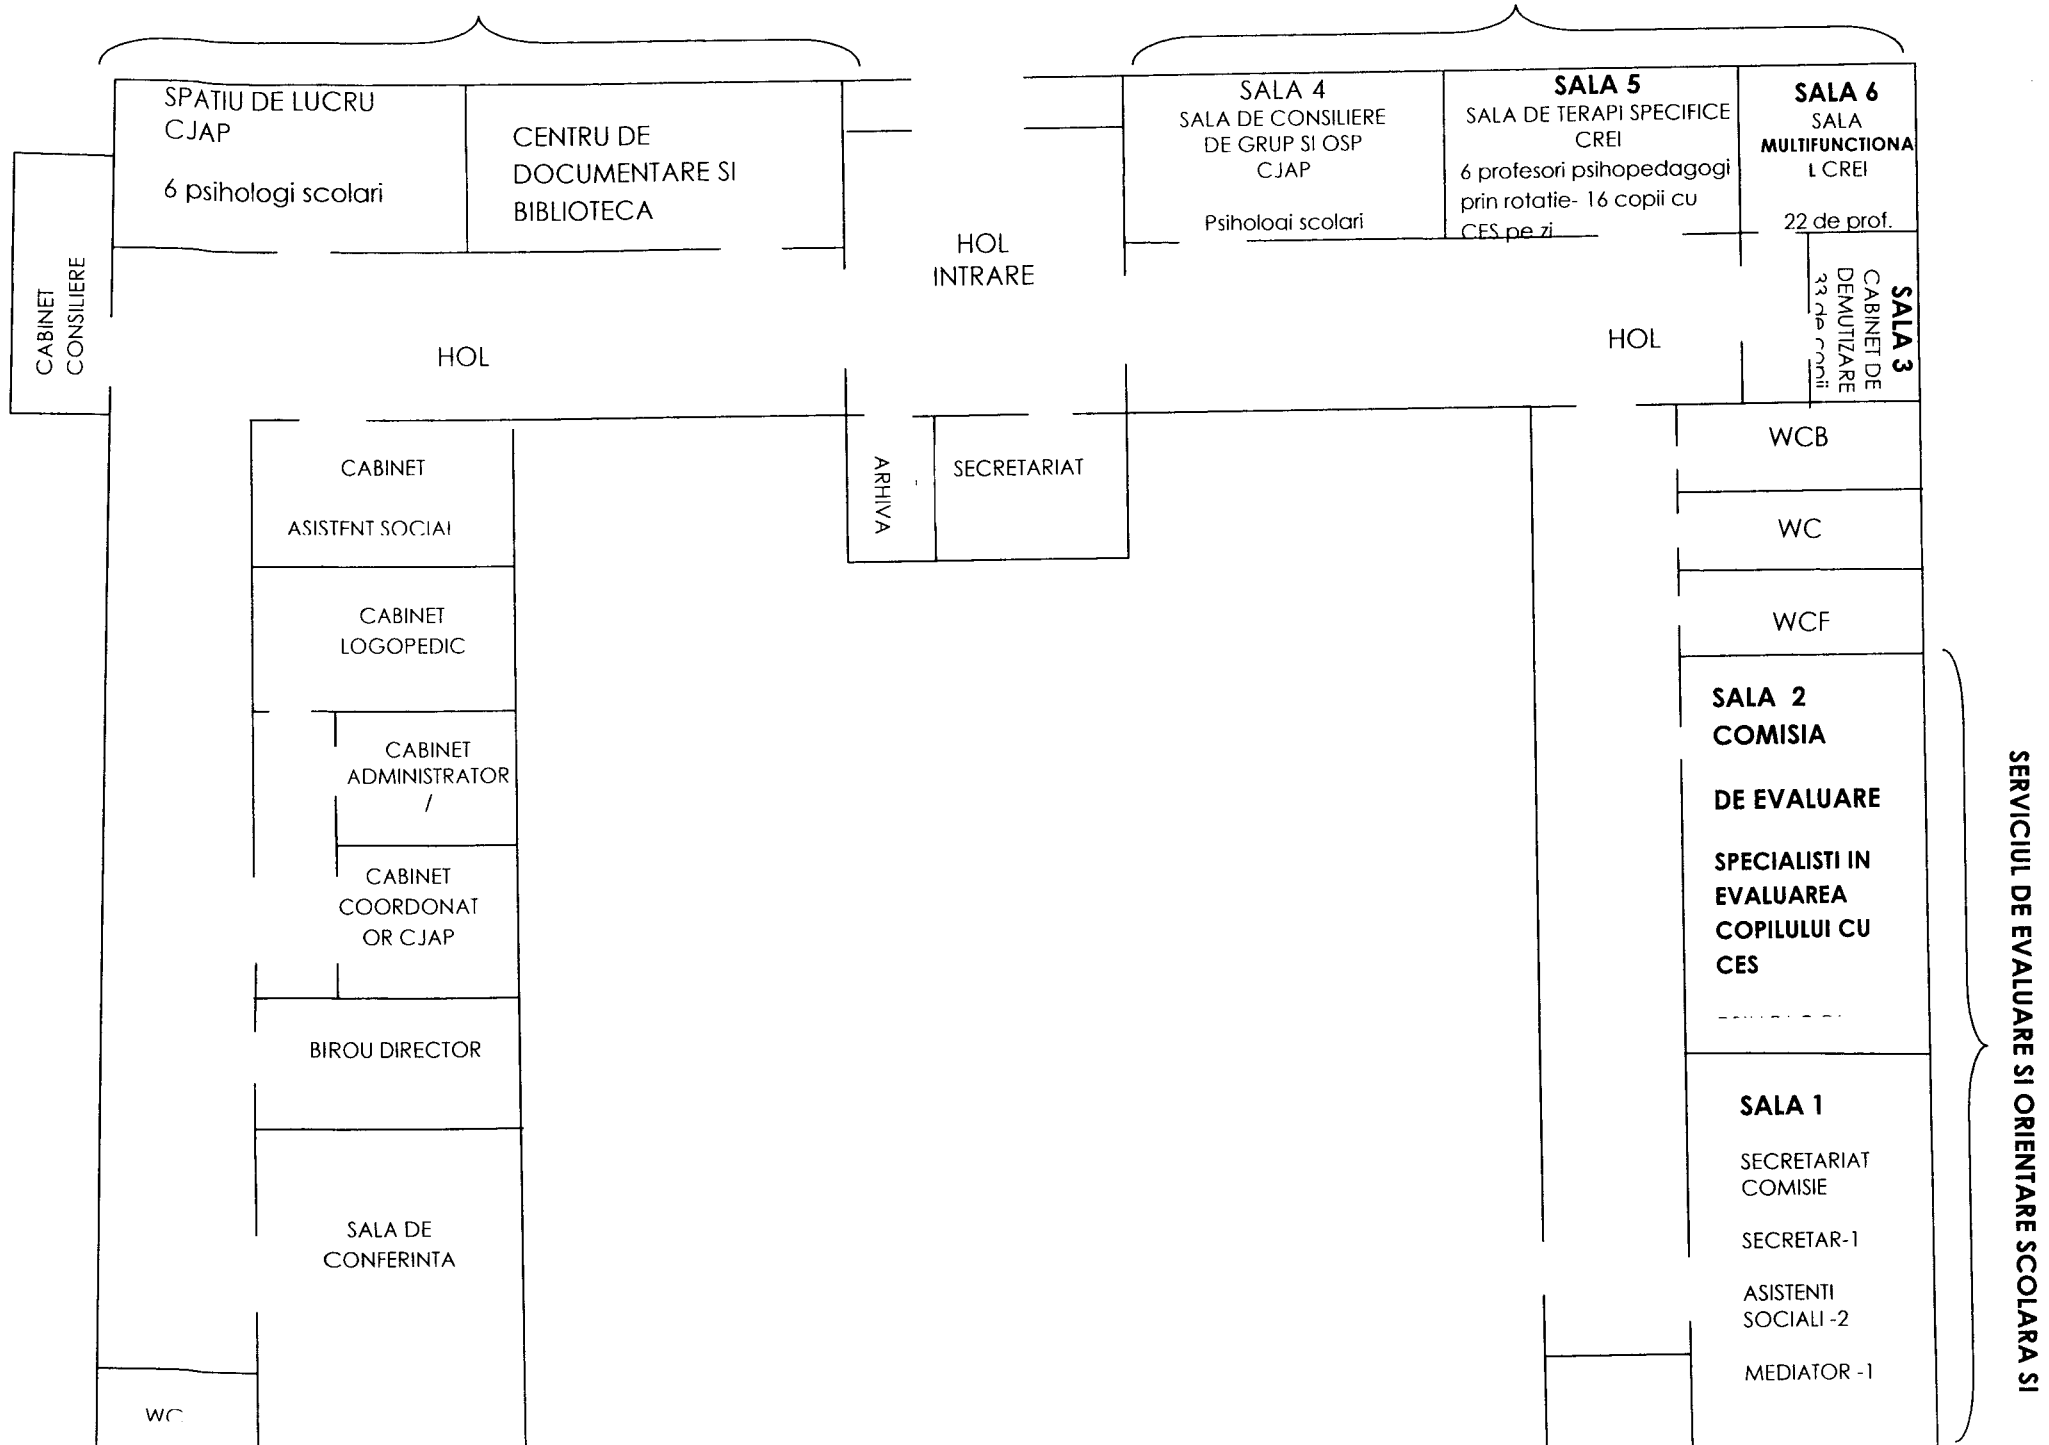 SPATIU DE LUCRU
CJAP
6 psihologi scolari
CENTRU DE
DOCUMENTARE SI
BIBLIOTECA
SALA 4
SALA DE CONSILIERE
DE GRUP SI OSP
CJAP
Psihologi scolari
SALA 5
SALA DE TERAPI SPECIFICE
CREI
6 profesori psihopedagogi
prin rotatie- 16 copii cu
CES pe zi
SALA 6
SALA
MULTIFUNCTIONA
L CREI
22 de prof.
CABINET
CONSILIERE
HOL
INTRARE
HOL
HOL
SALA 3
CABINET DE
DEMUTIZARE
33 de copii
CABINET
ASISTENT SOCIAL
ARHIVA
SECRETARIAT
WCB
WC
WCF
CABINET
LOGOPEDIC
CABINET
ADMINISTRATOR
/
CABINET
COORDONAT
OR CJAP
BIROU DIRECTOR
SALA DE
CONFERINTA
WC
SALA 2
COMISIA
DE EVALUARE
SPECIALISTI IN
EVALUAREA
COPILULUI CU
CES
SALA 1
SECRETARIAT
COMISIE
SECRETAR-1
ASISTENTI
SOCIALI -2
MEDIATOR -1
SERVICIUL DE EVALUARE SI ORIENTARE SCOLARA SI